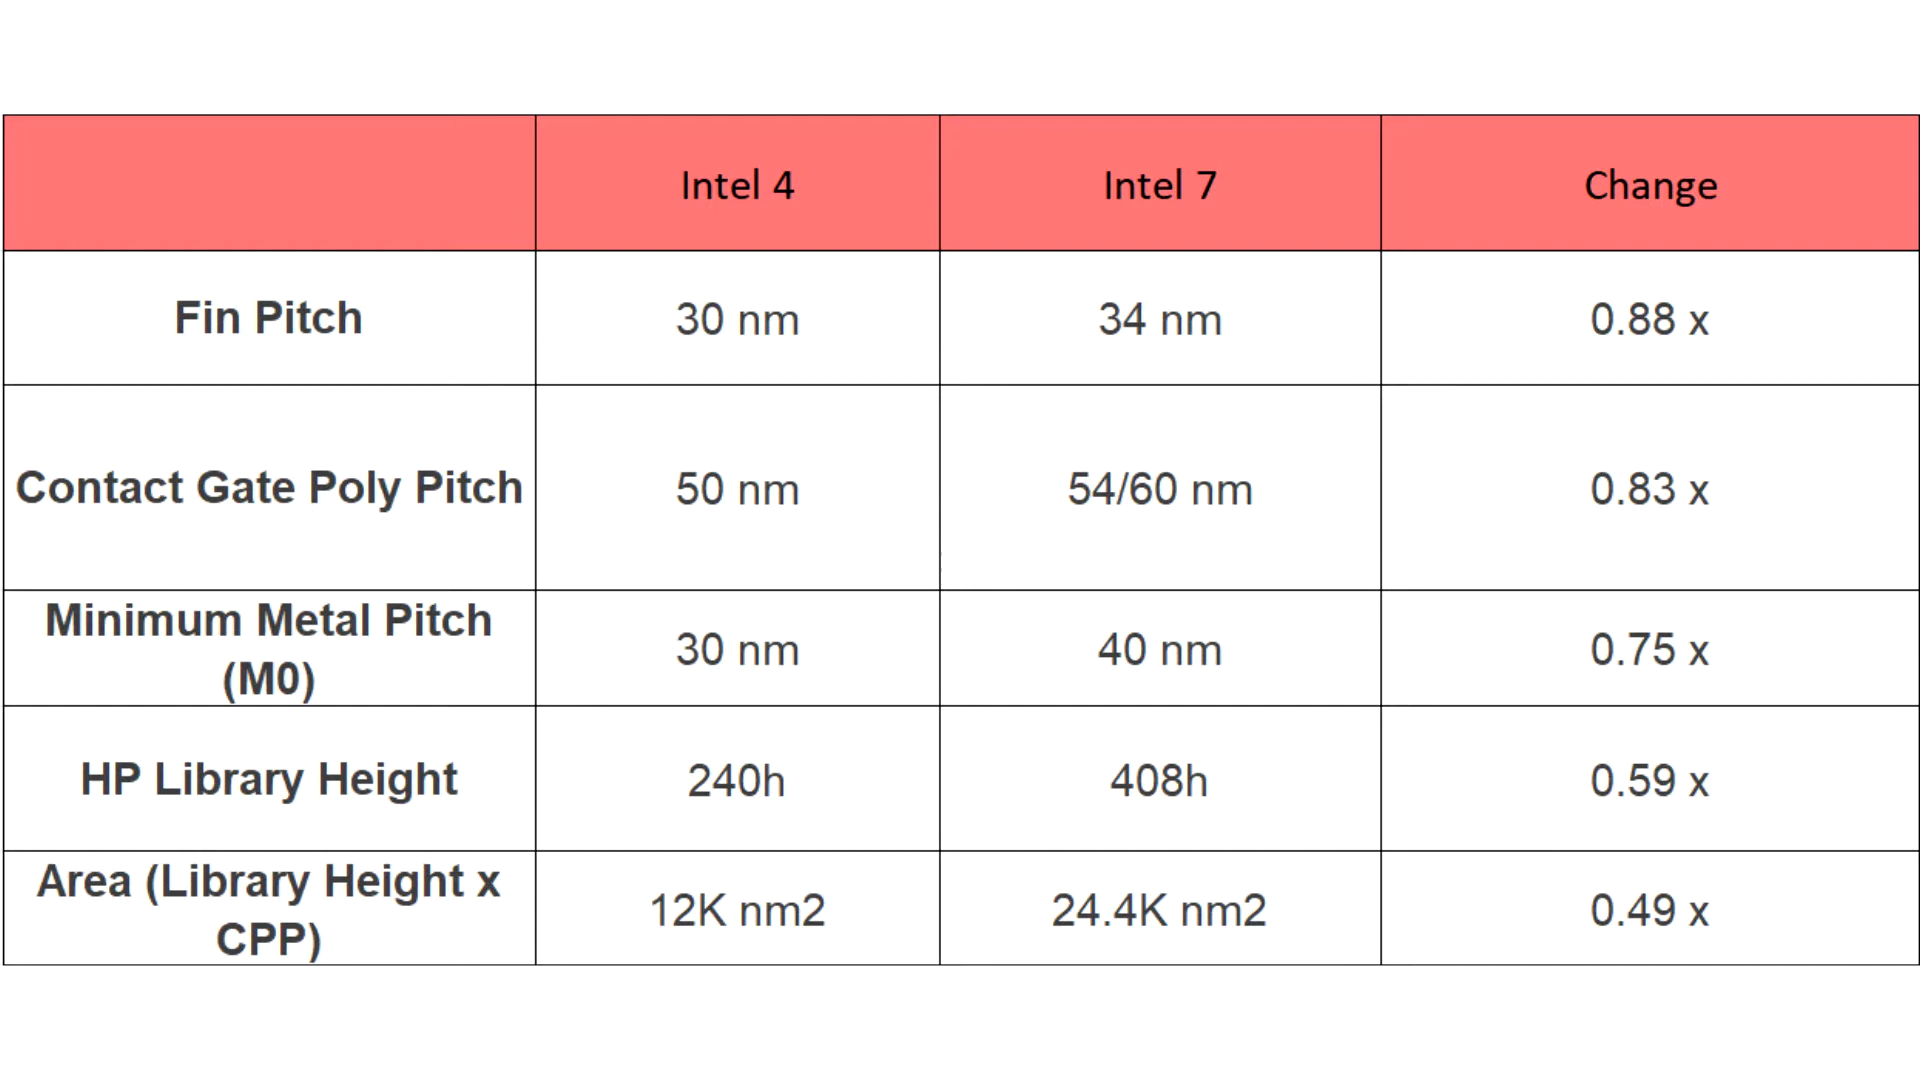 Intel 4 Intel 7 Change
Fin Pitch 30 nm 34 nm 0.88 x
Contact Gate Poly Pitch 50 nm 54/60 nm 0.83 x
Minimum Metal Pitch
(M0) 30 nm 40 nm 0.75 x
HP Library Height 240h 408h 0.59 x
Area (Library Height x
CPP) 12K nm2 24.4K nm2 0.49 x